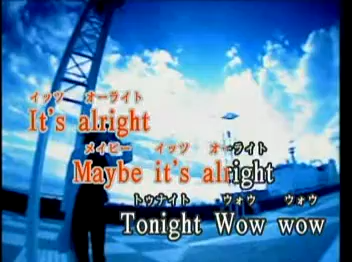 イッツ オーライト
It's alright
メイビー イッツ オーライト
Maybe it's alright
トゥナイト ウォウ ウォウ
Tonight Wow wow